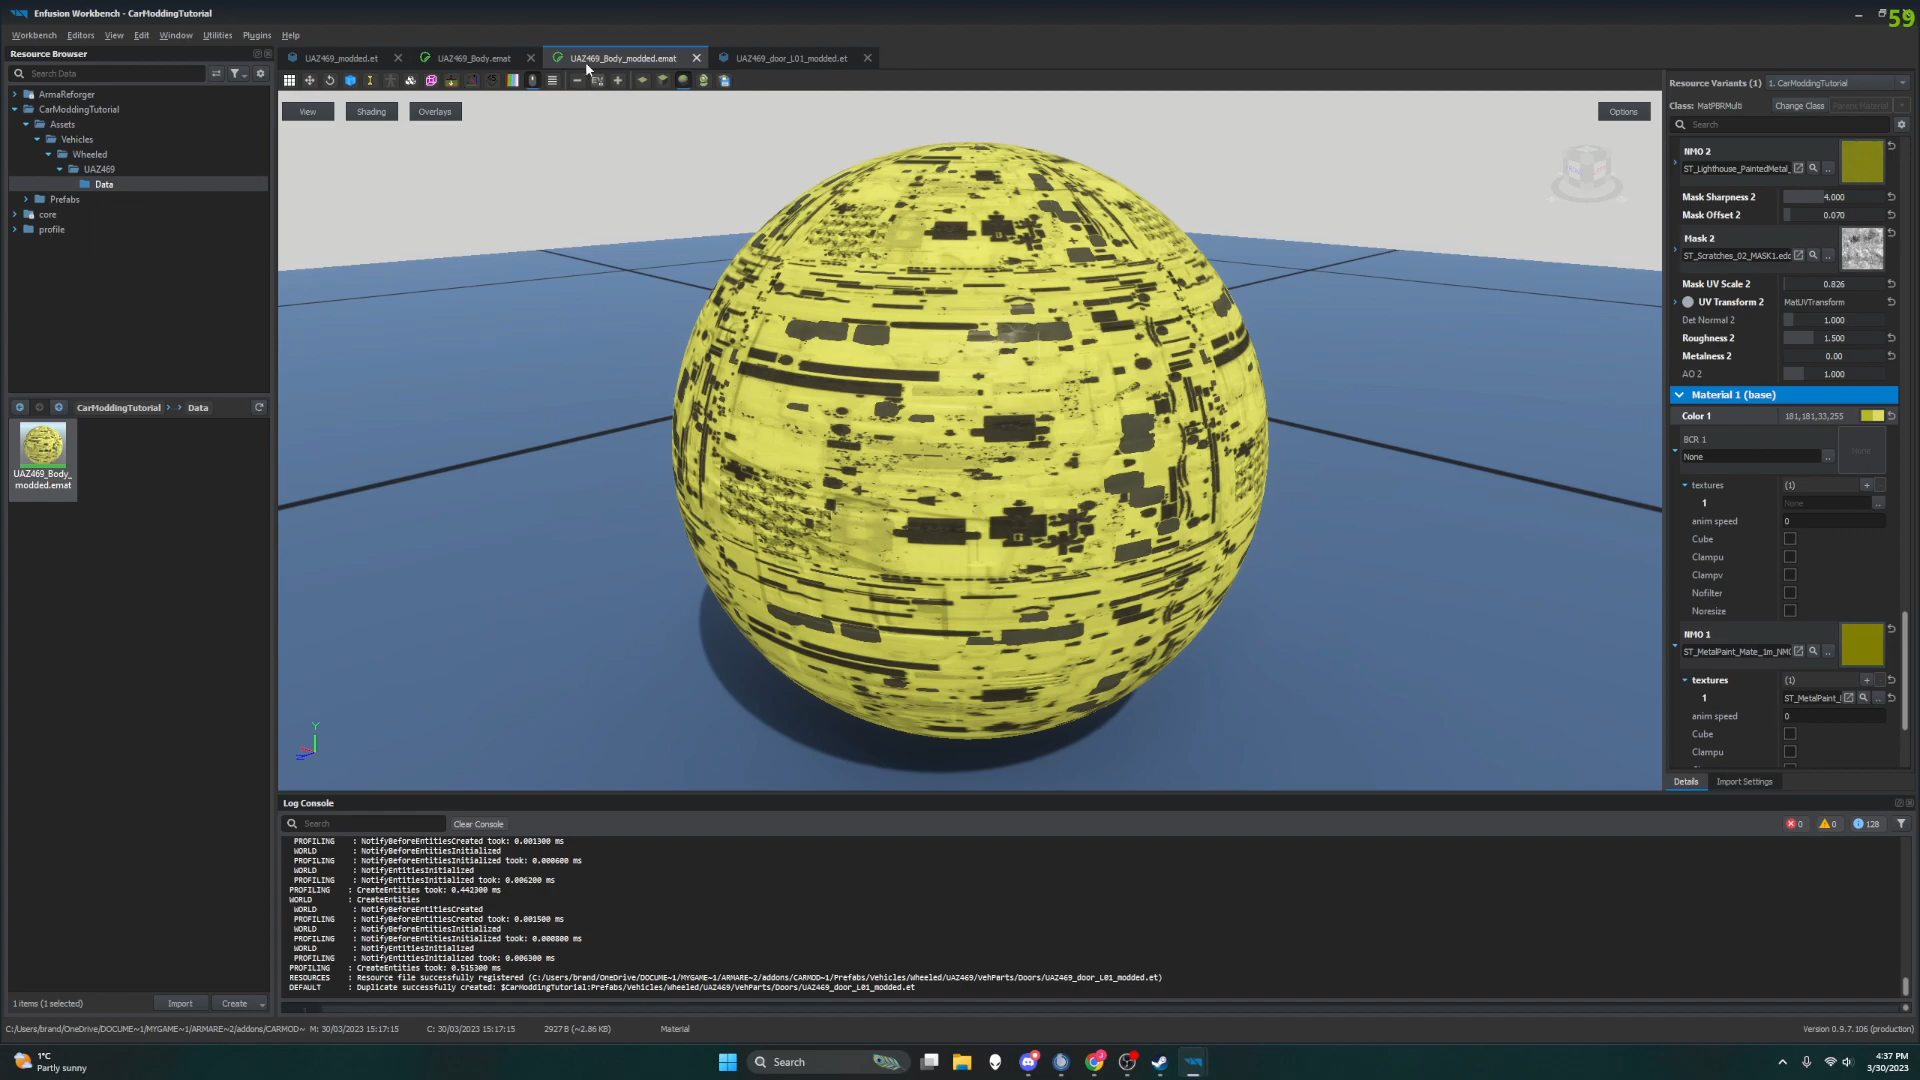 Enfusion Workbench - CarModdingTutorial
59
Workbench Editors View Edit Window Utilities Plugins Help
Resource Browser
Search Data
ArmaReforger
CarModdingTutorial
Assets
Vehicles
Wheeled
UAZ469
Data
Prefabs
core
profile
CarModdingTutorial > > Data
UAZ469_Body_
modded.emat
1 items (1 selected)
Import
Create
UAZ469_modded.et
UAZ469_Body.emat
UAZ469_Body_modded.emat
UAZ469_door_L01_modded.et
View
Shading
Overlays
Options
Y
Log Console
Search
Clear Console
0
0
128
PROFILING : NotifyBeforeEntitiesCreated took: 0.001300 ms
WORLD : NotifyBeforeEntitiesInitialized
PROFILING : NotifyBeforeEntitiesInitialized took: 0.000600 ms
WORLD : NotifyEntitiesInitialized
PROFILING : NotifyEntitiesInitialized took: 0.006200 ms
PROFILING : CreateEntities took: 0.442300 ms
WORLD : CreateEntities
WORLD : NotifyBeforeEntitiesCreated
PROFILING : NotifyBeforeEntitiesCreated took: 0.001500 ms
WORLD : NotifyBeforeEntitiesInitialized
PROFILING : NotifyBeforeEntitiesInitialized took: 0.000800 ms
WORLD : NotifyEntitiesInitialized
PROFILING : NotifyEntitiesInitialized took: 0.006300 ms
PROFILING : CreateEntities took: 0.515300 ms
RESOURCES : Resource file successfully registered (C:/Users/brand/OneDrive/DOCUME~1/MYGAME~1/ARMARE~2/addons/CARMOD~1/Prefabs/Vehicles/Wheeled/UAZ469/VehParts/Doors/UAZ469_door_L01_modded.et)
DEFAULT : Duplicate successfully created: $CarModdingTutorial:Prefabs/Vehicles/Wheeled/UAZ469/VehParts/Doors/UAZ469_door_L01_modded.et
1
Resource Variants (1) 1. CarModdingTutorial
Class: MatPBRMulti Change Class Parent Material
Search
NMO 2
ST_Lighthouse_PaintedMetal_
Mask Sharpness 2 4.000
Mask Offset 2 0.070
Mask 2
ST_Scratches_02_MASK1.edd
Mask UV Scale 2 0.826
UV Transform 2 MatUVTransform
Det Normal 2 1.000
Roughness 2 1.500
Metalness 2 0.00
AO 2 1.000
Material 1 (base)
Color 1 181,181,33,255
BCR 1
None
None
textures (1)
1 None
anim speed 0
Cube
Clampu
Clampv
Nofilter
Noresize
NMO 1
ST_MetalPaint_Mate_1m_NMO
textures (1)
1 ST_MetalPaint_
anim speed 0
Cube
Clampu
Details
Import Settings
C:/Users/brand/OneDrive/DOCUME~1/MYGAME~1/ARMARE~2/addons/CARMOD~ M: 30/03/2023 15:17:15 C: 30/03/2023 15:17:15 2927 B (~2.86 KB) Material Version 0.9.7.106 (production)
1°C
Partly sunny
Search
4:37 PM
3/30/2023